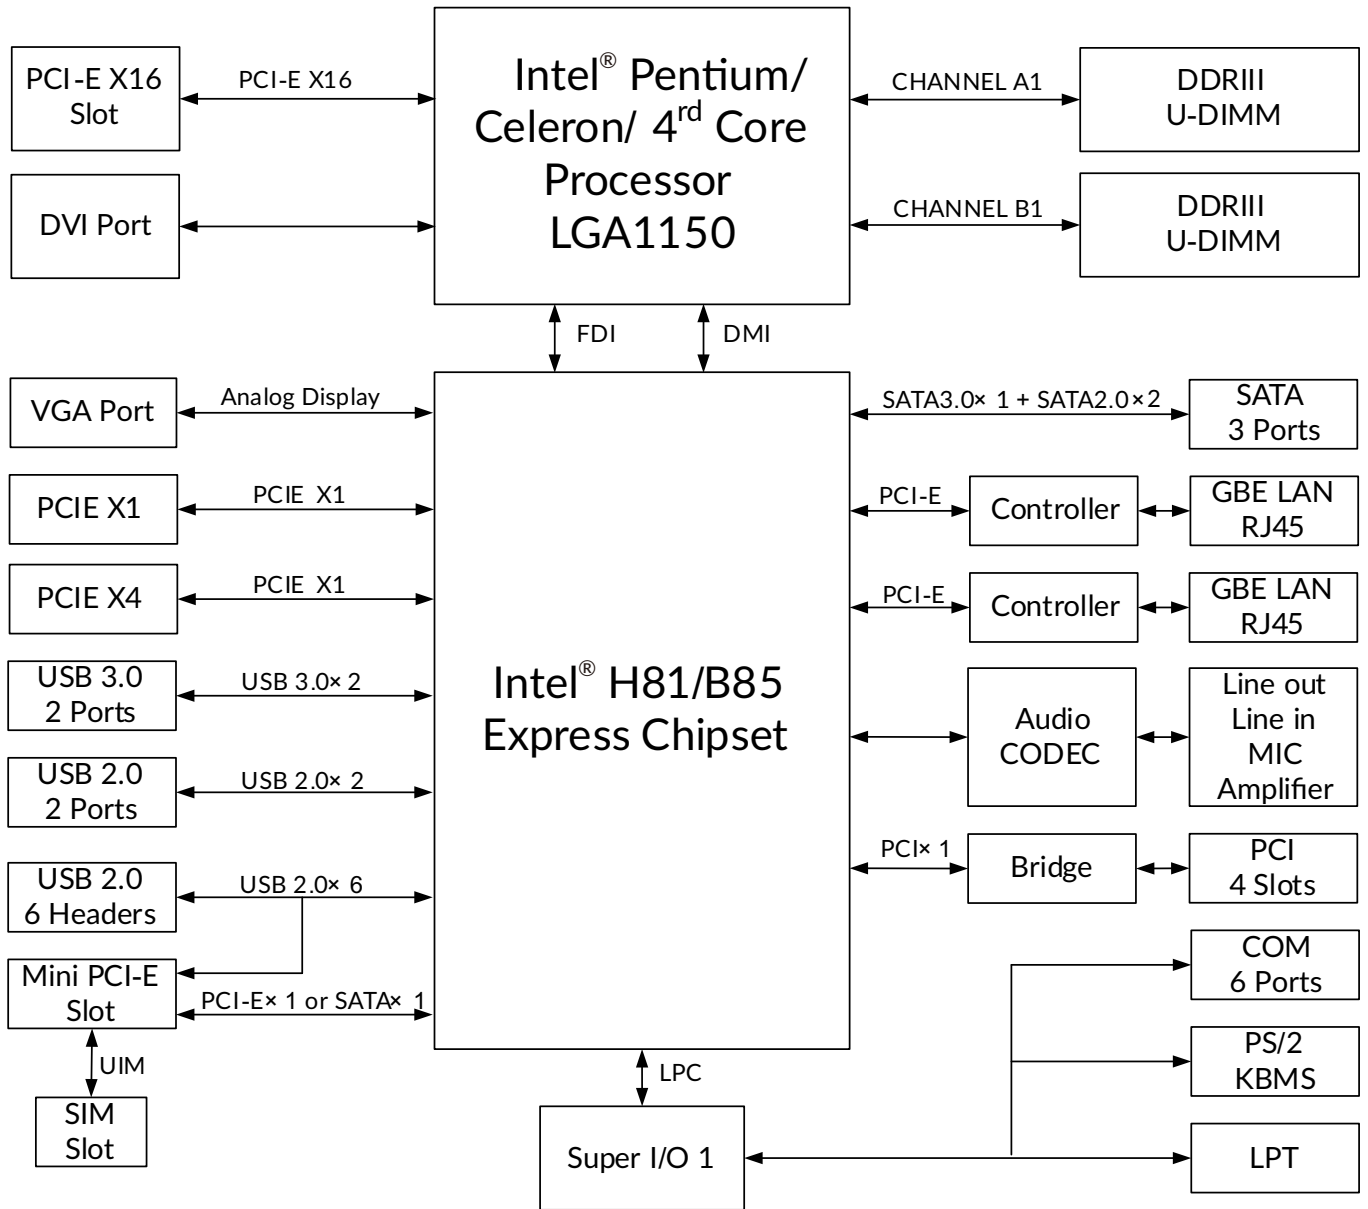 PCI-E X16
Slot
PCI-E X16
Intel® Pentium/
Celeron/ 4rd Core
Processor
LGA1150
CHANNEL A1
DDRIII
U-DIMM
DVI Port
CHANNEL B1
DDRIII
U-DIMM
FDI
DMI
VGA Port
Analog Display
SATA3.0× 1 + SATA2.0×2
SATA
3 Ports
PCIE X1
PCIE X1
PCI-E
Controller
GBE LAN
RJ45
PCIE X4
PCIE X1
PCI-E
Controller
GBE LAN
RJ45
USB 3.0
2 Ports
USB 3.0× 2
Intel® H81/B85
Express Chipset
Audio
CODEC
Line out
Line in
MIC
Amplifier
USB 2.0
2 Ports
USB 2.0× 2
PCI× 1
Bridge
PCI
4 Slots
USB 2.0
6 Headers
USB 2.0× 6
Mini PCI-E
Slot
PCI-E× 1 or SATA× 1
COM
6 Ports
UIM
LPC
PS/2
KBMS
SIM
Slot
Super I/O 1
LPT